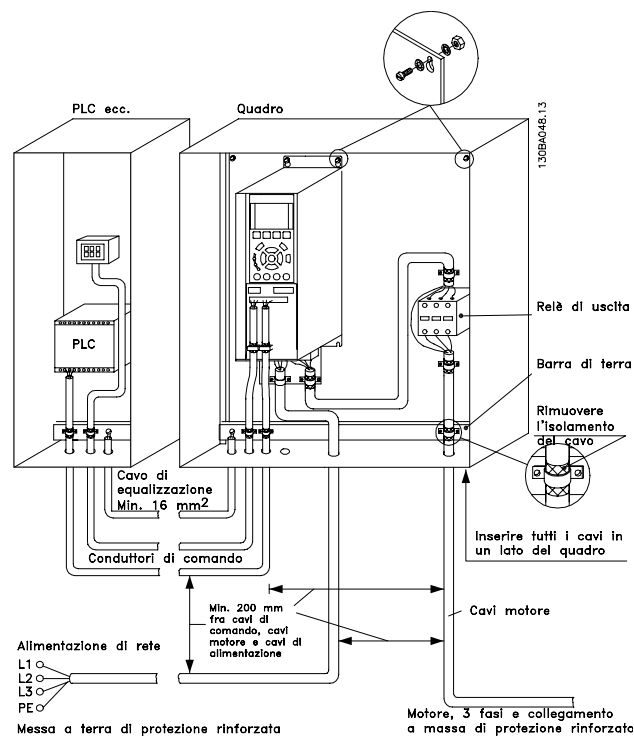 PLC ecc.
Quadro
130BA048.13
PLC
Relè di uscita
Barra di terra
Rimuovere
l'isolamento
del cavo
Cavo di
equalizzazione
Min. 16 mm2
Conduttori di comando
Inserire tutti i cavi in
un lato del quadro
Min. 200 mm
fra cavi di
comando, cavi
motore e cavi di
alimentazione
Cavi motore
Alimentazione di rete
L1
L2
L3
PE
Messa a terra di protezione rinforzata
Motore, 3 fasi e collegamento
a massa di protezione rinforzato